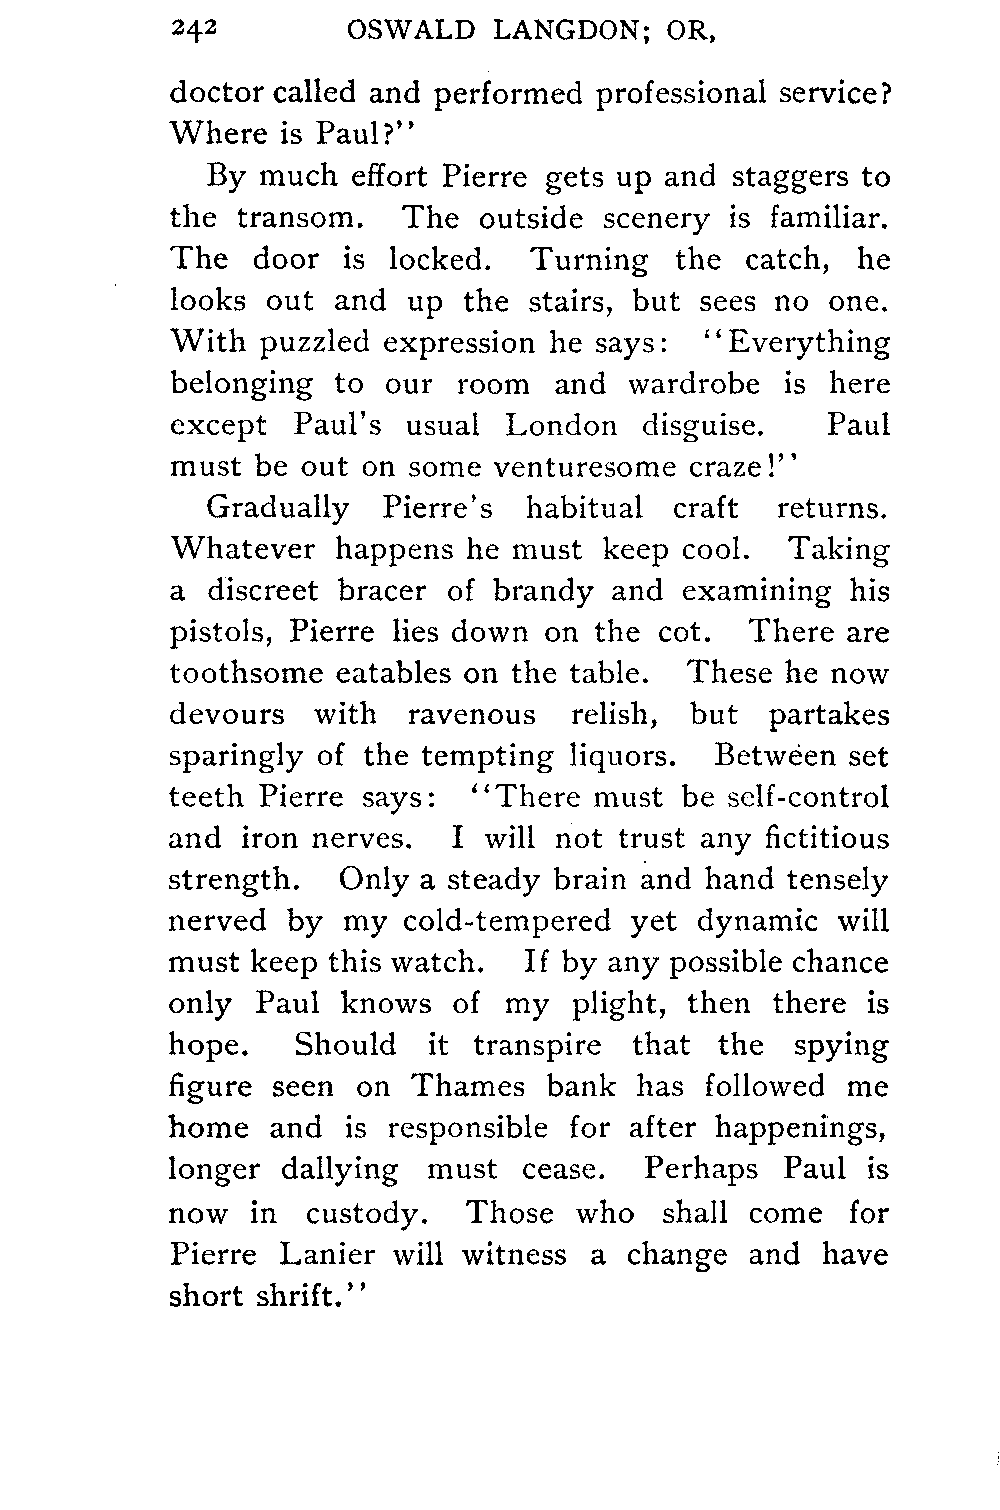 242 OSWALD LANGDON; OR,
doctor called and performed professional service?
Where is Paul?''
By much effort Pierre gets up and staggers to
the transom. The outside scenery is familiar.
The door is locked. Turning the catch, he
looks out and up the stairs, but sees no one.
With puzzled expression he says: ''Everything
belonging to our room and wardrobe is here
except Paul's usual London disguise. Paul
must be out on some venturesome craze!''
Gradually Pierre's habitual craft returns.
Whatever happens he must keep cool. Taking
a discreet bracer of brandy and examining his
pistols, Pierre lies down on the cot. There are
toothsome eatables on the table. These he now
devours with ravenous relish, but partakes
sparingly of the tempting liquors. Between set
teeth Pierre says: ''There must be self-control
and iron nerves. I will not trust any fictitious
strength. Only a steady brain and hand tensely
nerved by my cold-tempered yet dynamic will
must keep this watch. If by any possible chance
only Paul knows of my plight, then there is
hope. Should it transpire that the spying
figure seen on Thames bank has followed me
home and is responsible for after happenings,
longer dallying must cease. Perhaps Paul is
now in custody. Those who shall come for
Pierre Lanier will witness a change and have
short shrift.''